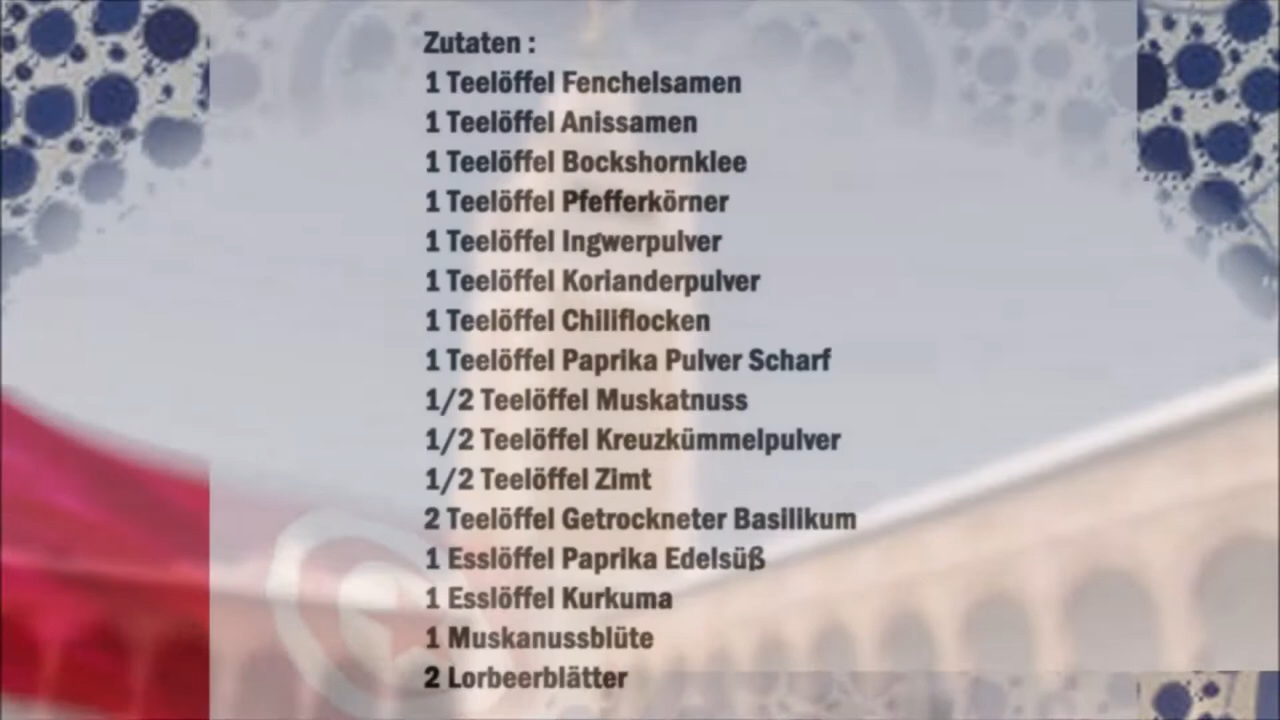 Zutaten :
1 Teelöffel Fenchelsamen
1 Teelöffel Anissamen
1 Teelöffel Bockshornklee
1 Teelöffel Pfefferkörner
1 Teelöffel Ingwerpulver
1 Teelöffel Korianderpulver
1 Teelöffel Chiliflocken
1 Teelöffel Paprika Pulver Scharf
1/2 Teelöffel Muskatnuss
1/2 Teelöffel Kreuzkümmelpulver
1/2 Teelöffel Zimt
2 Teelöffel Getrockneter Basilikum
1 Esslöffel Paprika Edelsüß
1 Esslöffel Kurkuma
1 Muskanussblüte
2 Lorbeerblätter